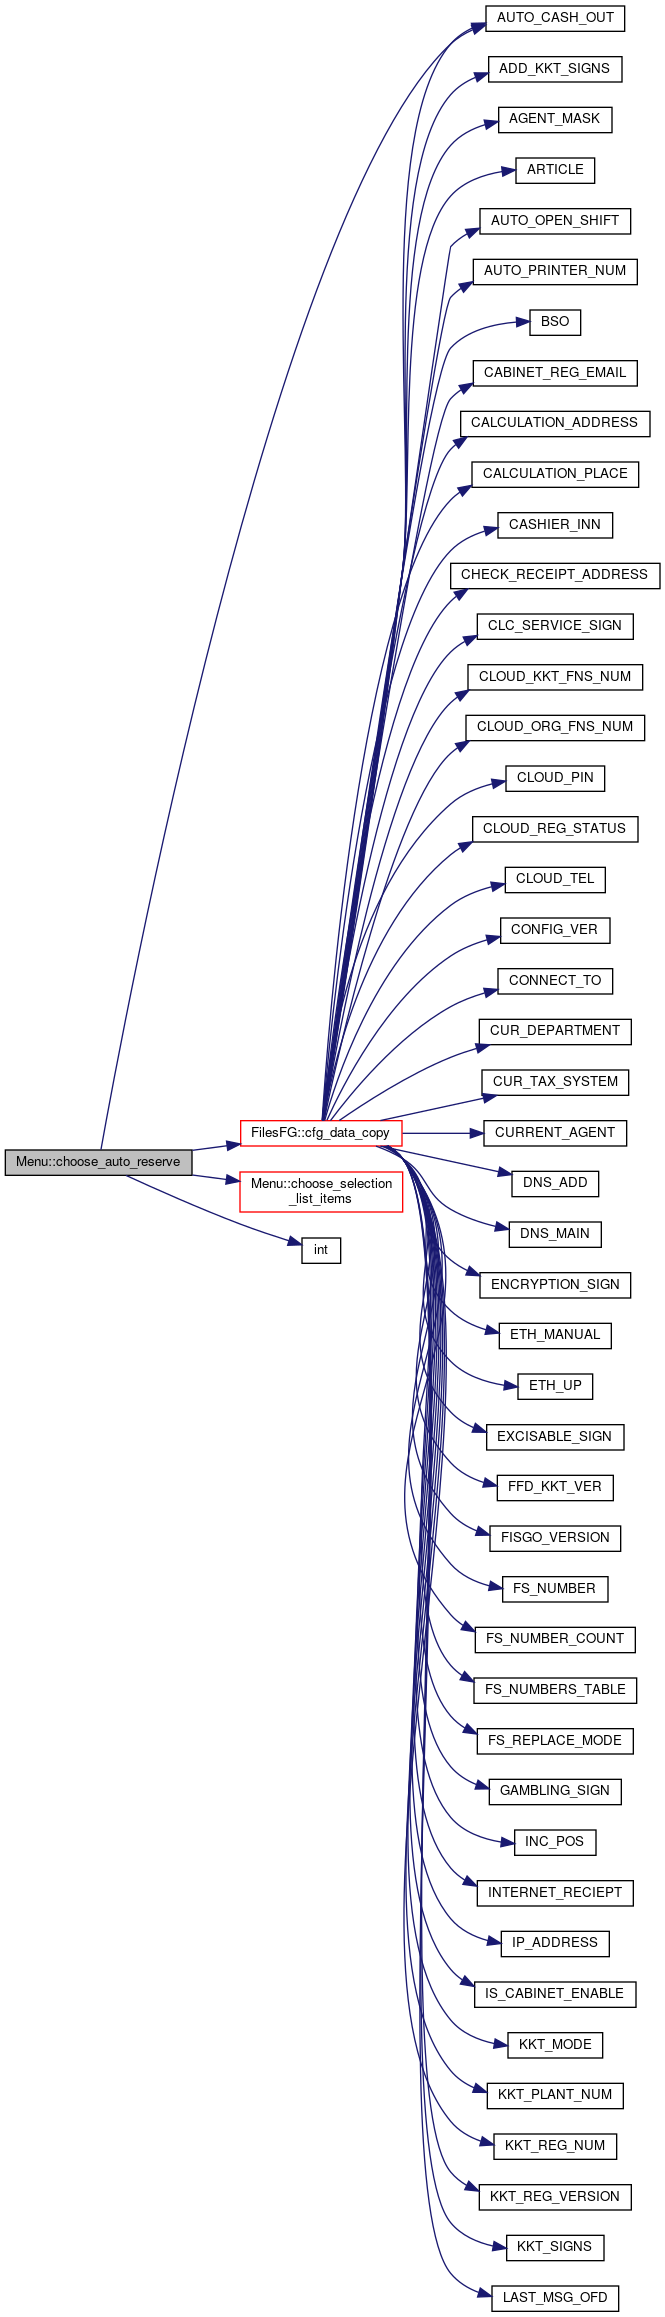 AUTO_CASH_OUT
ADD_KKT_SIGNS
AGENT_MASK
ARTICLE
AUTO_OPEN_SHIFT
AUTO_PRINTER_NUM
BSO
CABINET_REG_EMAIL
CALCULATION_ADDRESS
CALCULATION_PLACE
CASHIER_INN
CHECK_RECEIPT_ADDRESS
CLC_SERVICE_SIGN
CLOUD_KKT_FNS_NUM
CLOUD_ORG_FNS_NUM
CLOUD_PIN
CLOUD_REG_STATUS
CLOUD_TEL
CONFIG_VER
CONNECT_TO
CUR_DEPARTMENT
CUR_TAX_SYSTEM
FilesFG::cfg_data_copy
CURRENT_AGENT
Menu::choose_auto_reserve
Menu::choose_selection
_list_items
DNS_ADD
DNS_MAIN
int
ENCRYPTION_SIGN
ETH_MANUAL
ETH_UP
EXCISABLE_SIGN
FFD_KKT_VER
FISGO_VERSION
FS_NUMBER
FS_NUMBER_COUNT
FS_NUMBERS_TABLE
FS_REPLACE_MODE
GAMBLING_SIGN
INC_POS
INTERNET_RECIEPT
IP_ADDRESS
IS_CABINET_ENABLE
KKT_MODE
KKT_PLANT_NUM
KKT_REG_NUM
KKT_REG_VERSION
KKT_SIGNS
LAST_MSG_OFD